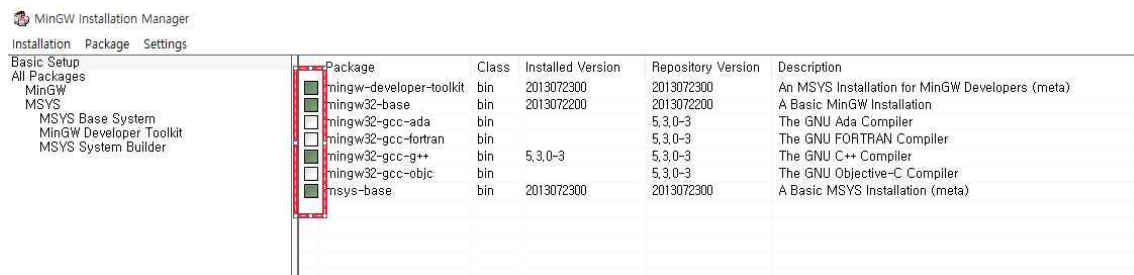 MinGW Installation Manager
Installation Package Settings
Basic Setup
All Packages
MinGW
MSYS
MSYS Base System
MinGW Developer Toolkit
MSYS System Builder
Package Class Installed Version Repository Version Description
mingw-developer-toolkit bin 2013072300 2013072300 An MSYS Installation for MinGW Developers (meta)
mingw32-base bin 2013072200 2013072200 A Basic MinGW Installation
mingw32-gcc-ada bin 5.3.0-3 The GNU Ada Compiler
mingw32-gcc-fortran bin 5.3.0-3 The GNU FORTRAN Compiler
mingw32-gcc-g++ bin 5.3.0-3 5.3.0-3 The GNU C++ Compiler
mingw32-gcc-objc bin 5.3.0-3 The GNU Objective-C Compiler
msys-base bin 2013072300 2013072300 A Basic MSYS Installation (meta)